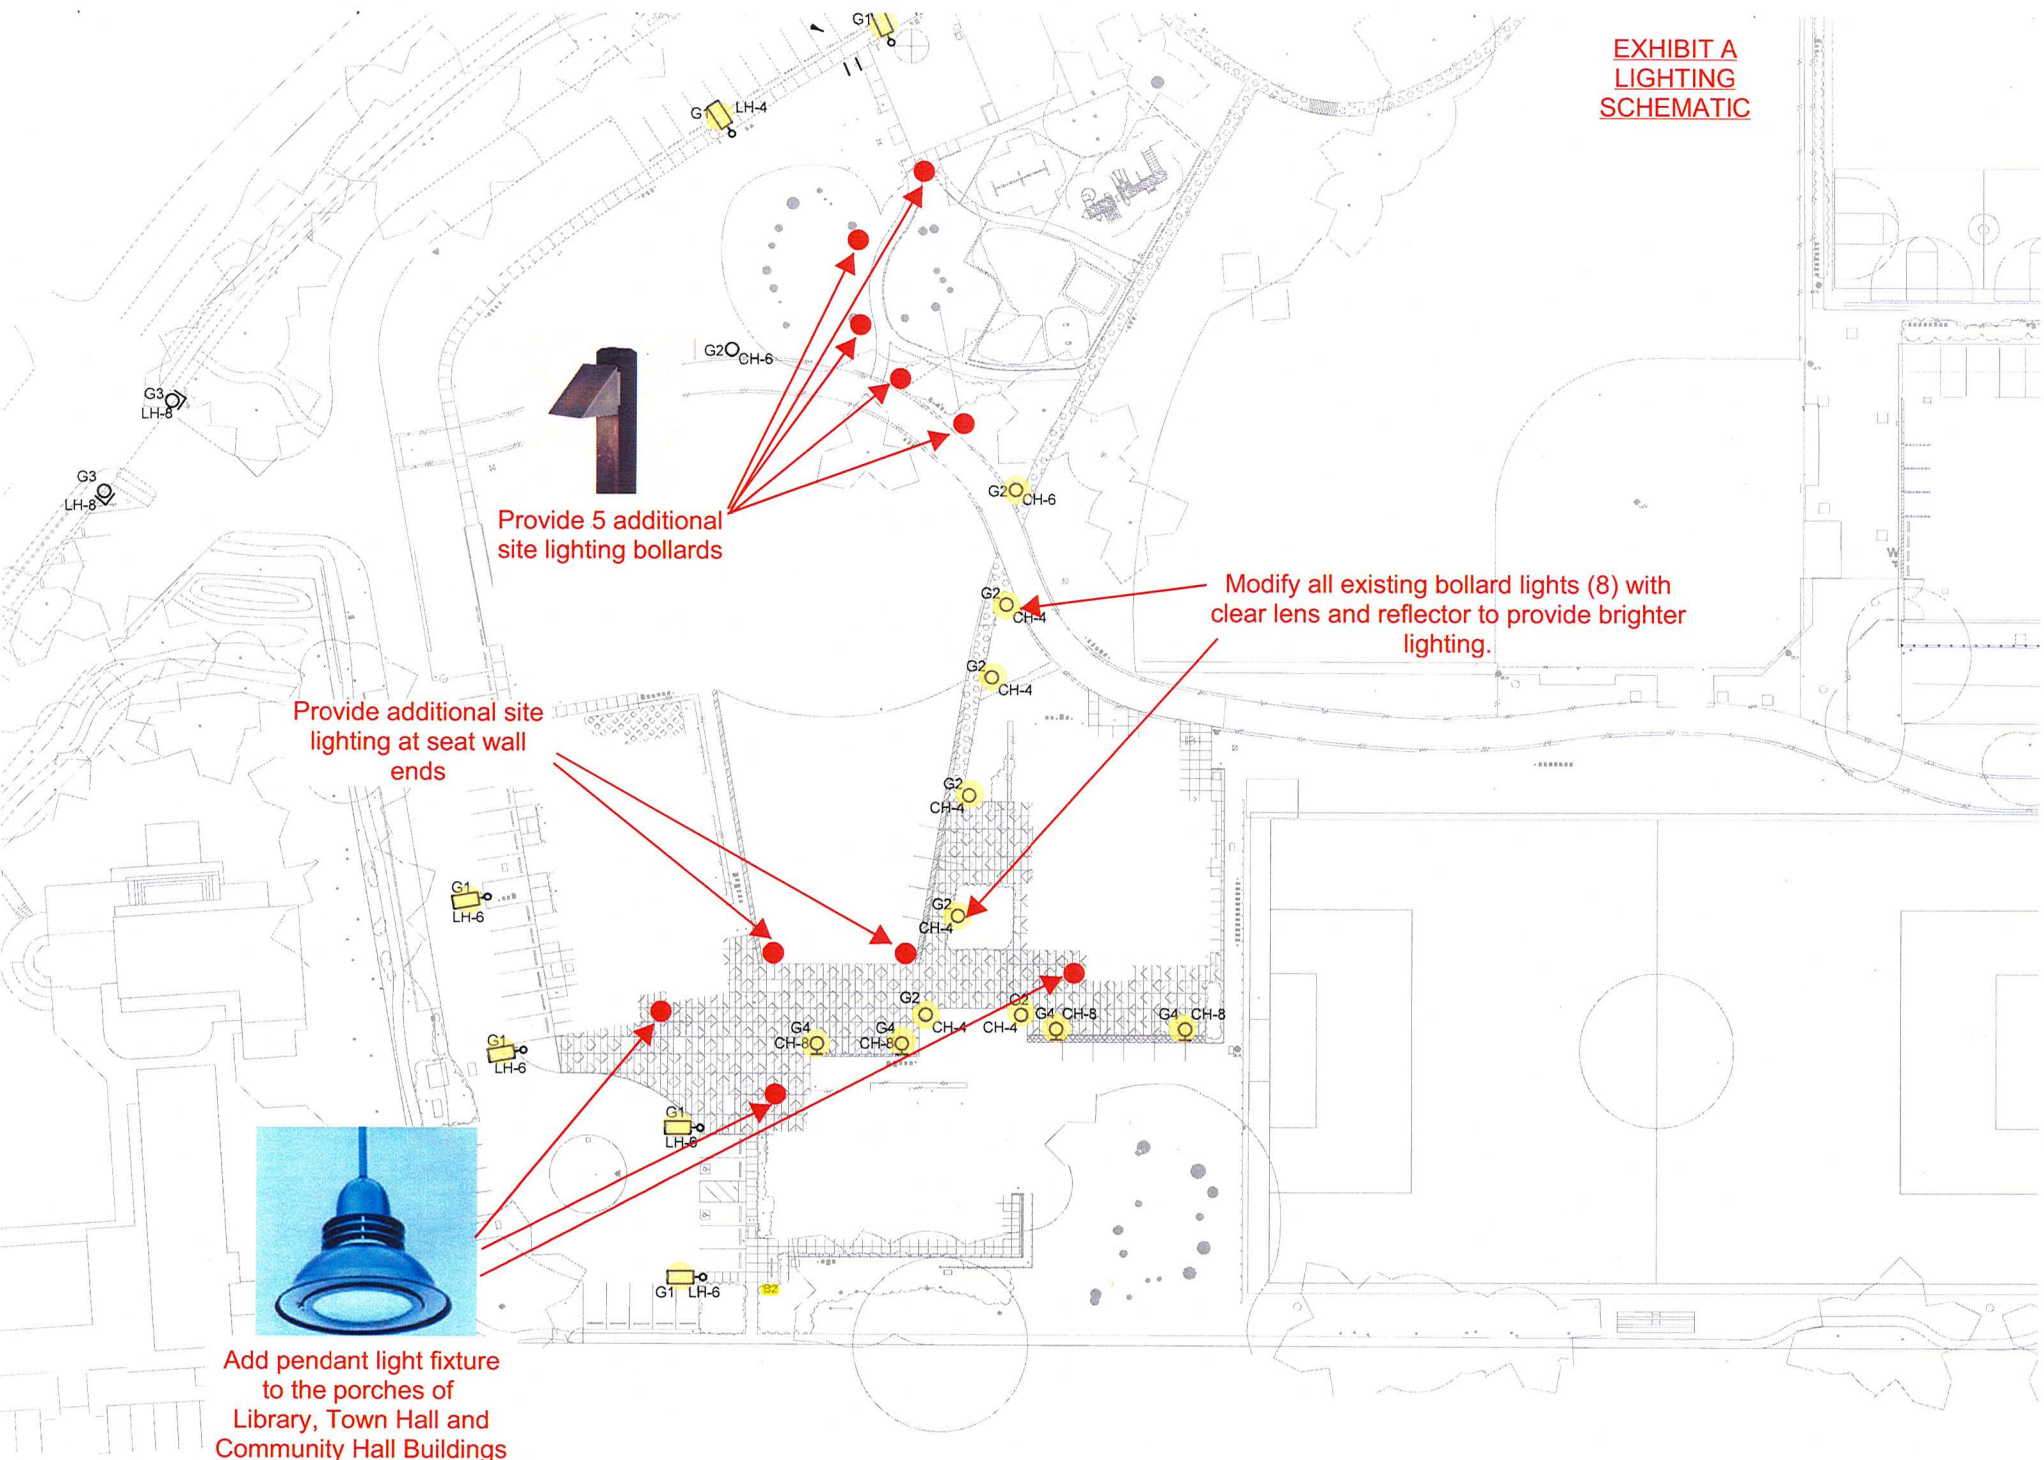 EXHIBIT A
LIGHTING
SCHEMATIC
G1
G1 LH-4
G2 CH-6
G3
LH-8
G3
LH-8
G2 CH-6
Provide 5 additional
site lighting bollards
G2
CH-4
Modify all existing bollard lights (8) with
clear lens and reflector to provide brighter
lighting.
G2
CH-4
Provide additional site
lighting at seat wall
ends
G2
CH-4
G1
LH-6
G2
CH-4
G2
CH-4
G2
CH-4
G4 CH-8
G4 CH-8
G4
CH-8
G4
CH-8
G1
LH-6
G1
LH-6
G1 LH-6
B2
W
Add pendant light fixture
to the porches of
Library, Town Hall and
Community Hall Buildings